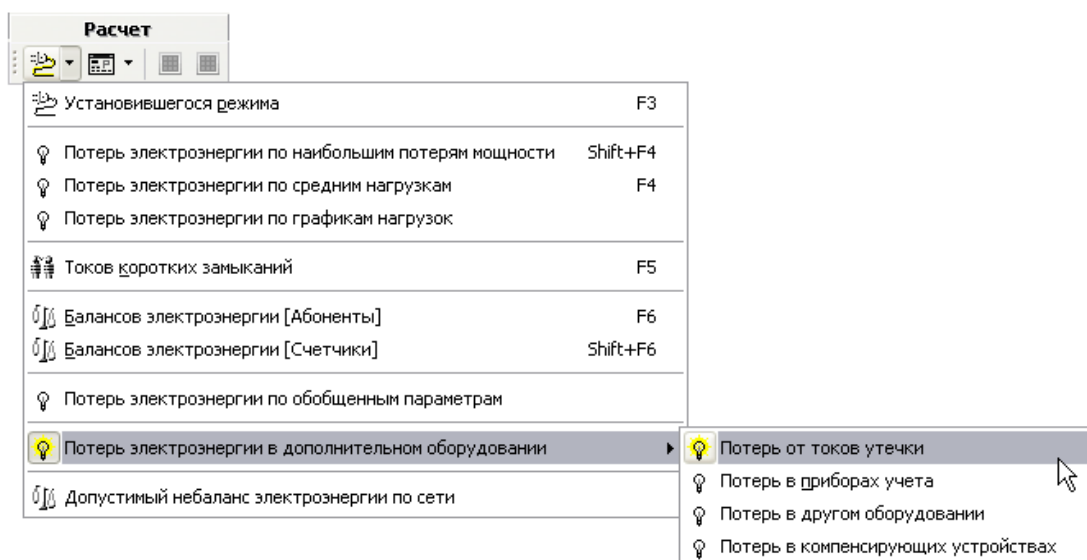 Расчет
Установившегося режима F3
Потерь электроэнергии по наибольшим потерям мощности Shift+F4
Потерь электроэнергии по средним нагрузкам F4
Потерь электроэнергии по графикам нагрузок
Токов коротких замыканий F5
Балансов электроэнергии [Абоненты] F6
Балансов электроэнергии [Счетчики] Shift+F6
Потерь электроэнергии по обобщенным параметрам
Потерь электроэнергии в дополнительном оборудовании
Потерь от токов утечки
Потерь в приборах учета
Допустимый небаланс электроэнергии по сети
Потерь в другом оборудовании
Потерь в компенсирующих устройствах